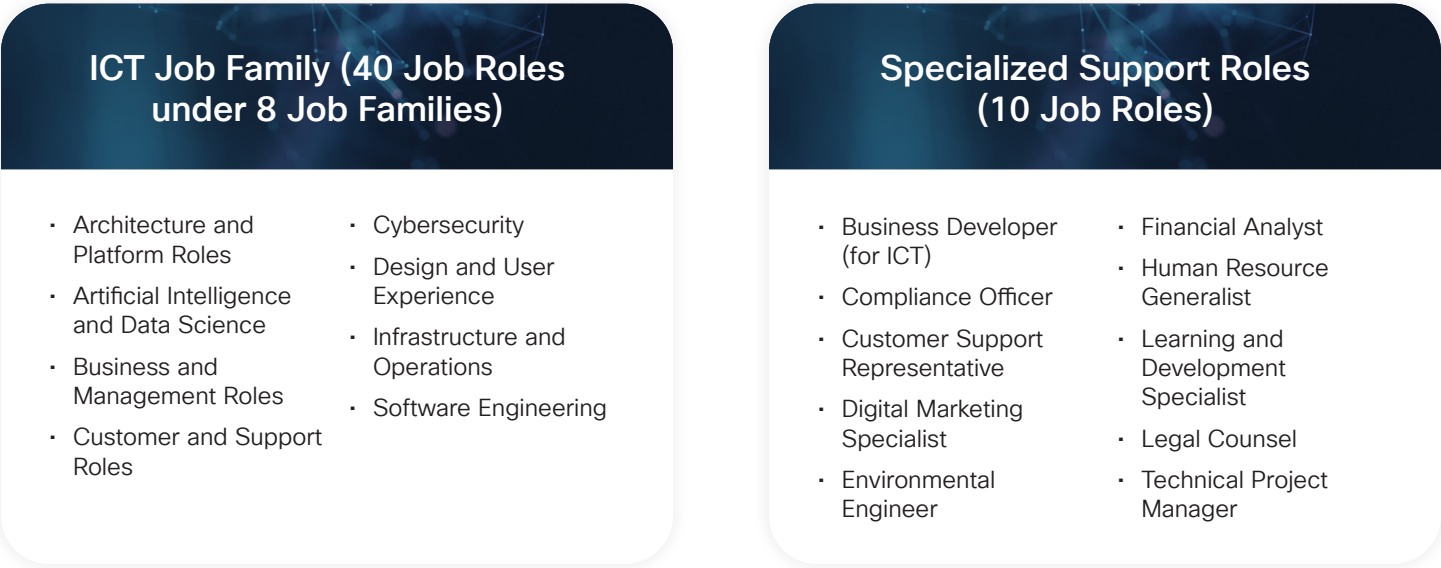 ICT Job Family (40 Job Roles
under 8 Job Families)
· Architecture and
Platform Roles
· Artificial Intelligence
and Data Science
· Business and
Management Roles
· Customer and Support
Roles
· Cybersecurity
· Design and User
Experience
· Infrastructure and
Operations
· Software Engineering
Specialized Support Roles
(10 Job Roles)
· Business Developer
(for ICT)
· Compliance Officer
· Customer Support
Representative
· Digital Marketing
Specialist
· Environmental
Engineer
· Financial Analyst
· Human Resource
Generalist
· Learning and
Development
Specialist
· Legal Counsel
· Technical Project
Manager